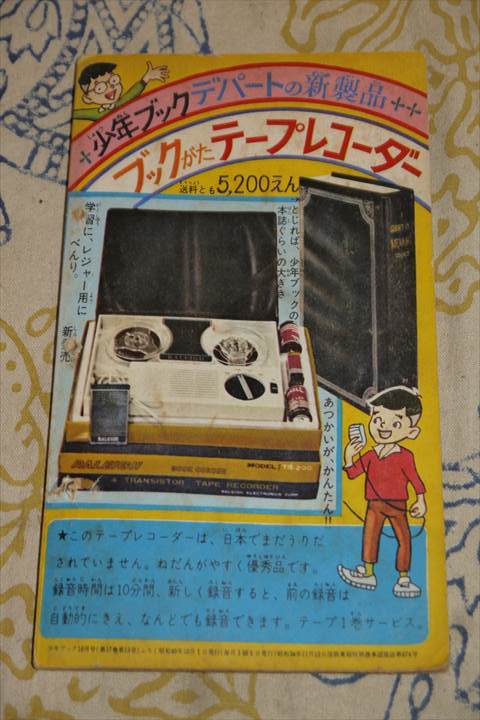 少年ブックデパートの新製品
ブックがたテープレコーダー
送料とも5,200えん
とじれば、少年ブックの
本誌ぐらいの大きさ
学習に、レジャー用に
べんり。
新発売
RALEIGH
MODEL TR-200
TRANSISTOR TAPE RECORDER
RALEIGH ELECTRONICS CORP.
あつかいが、かんたん!!
★このテープレコーダーは、日本でまだうりだ
されていません。ねだんがやすく優秀品です。
録音時間は10分間、新しく録音すると、前の録音は
自動的にきえ、なんとでも録音できます。テープ1巻サービス。